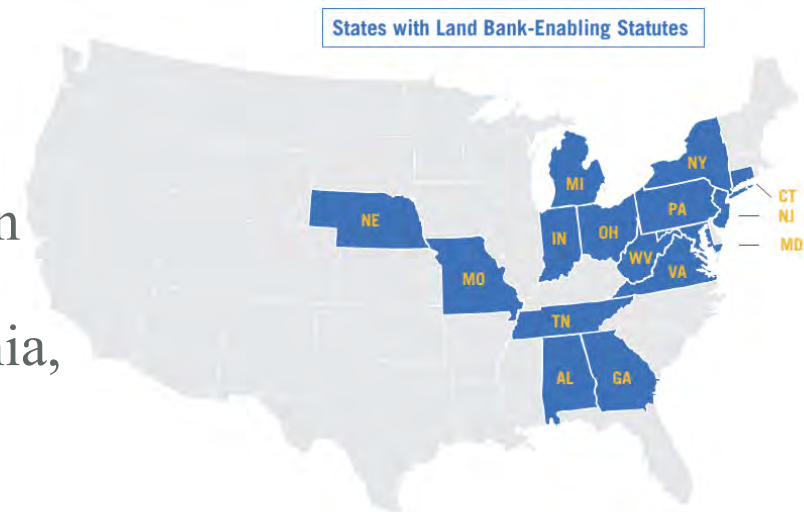 States with Land Bank-Enabling Statutes
n
nia,
NE
MO
MI
IN
OH
NY
PA
CT
NJ
MD
WV
VA
TN
AL
GA